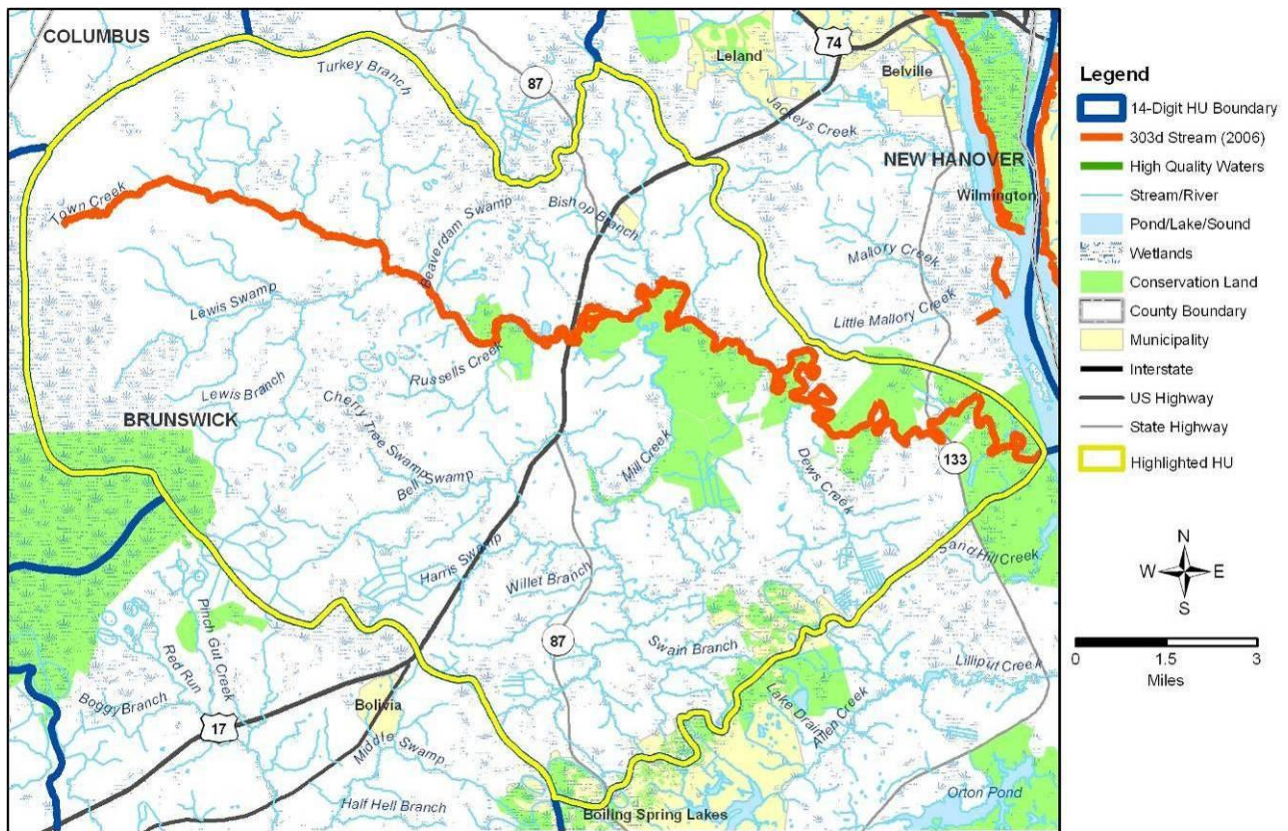 COLUMBUS
Turkey Branch
87
Leland
74
Belville
Jackeys Creek
NEW HANOVER
Wilmington
Town Creek
Beaverdam Swamp
Bishop Branch
Mallory Creek
Lewis Swamp
Little Mallory Creek
Russells Creek
Lewis Branch
BRUNSWICK
Cherry Tree Swamp
Bell Swamp
Mill Creek
Dews Creek
133
Harris Swamp
Willet Branch
Sand Hill Creek
Pinch Gut Creek
Red Run
87
Swain Branch
Lilliput Creek
Boggy Branch
17
Bolivia
Lake Drain
Allen Creek
Middle Swamp
Half Hell Branch
Boiling Spring Lakes
Orton Pond
Legend
14-Digit HU Boundary
303d Stream (2006)
High Quality Waters
Stream/River
Pond/Lake/Sound
Wetlands
Conservation Land
County Boundary
Municipality
Interstate
US Highway
State Highway
Highlighted HU
N
W E
S
0 1.5 3
Miles